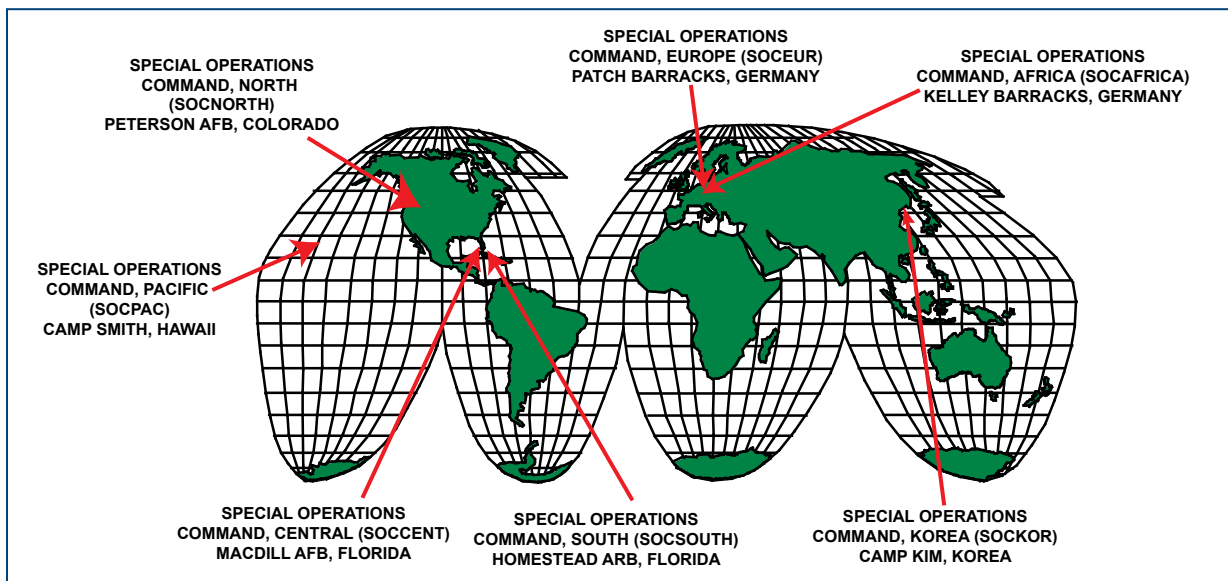 SPECIAL OPERATIONS
COMMAND, NORTH
(SOCNORTH)
PETERSON AFB, COLORADO
SPECIAL OPERATIONS
COMMAND, EUROPE (SOCEUR)
PATCH BARRACKS, GERMANY
SPECIAL OPERATIONS
COMMAND, AFRICA (SOCAFRICA)
KELLEY BARRACKS, GERMANY
SPECIAL OPERATIONS
COMMAND, PACIFIC
(SOCPAC)
CAMP SMITH, HAWAII
SPECIAL OPERATIONS
COMMAND, CENTRAL (SOCCENT)
MACDILL AFB, FLORIDA
SPECIAL OPERATIONS
COMMAND, SOUTH (SOCSOUTH)
HOMESTEAD ARB, FLORIDA
SPECIAL OPERATIONS
COMMAND, KOREA (SOCKOR)
CAMP KIM, KOREA